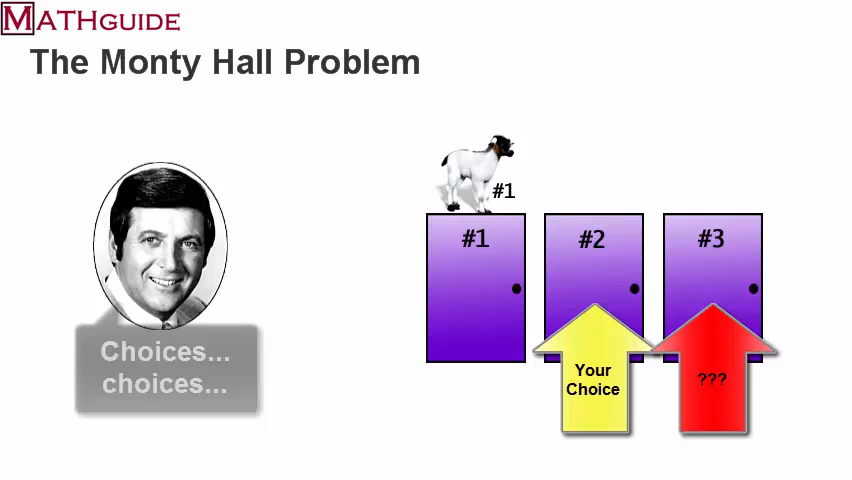 MATHGUIDE
The Monty Hall Problem
#1
#1
#2
#3
Choices...
choices...
Your
Choice
???